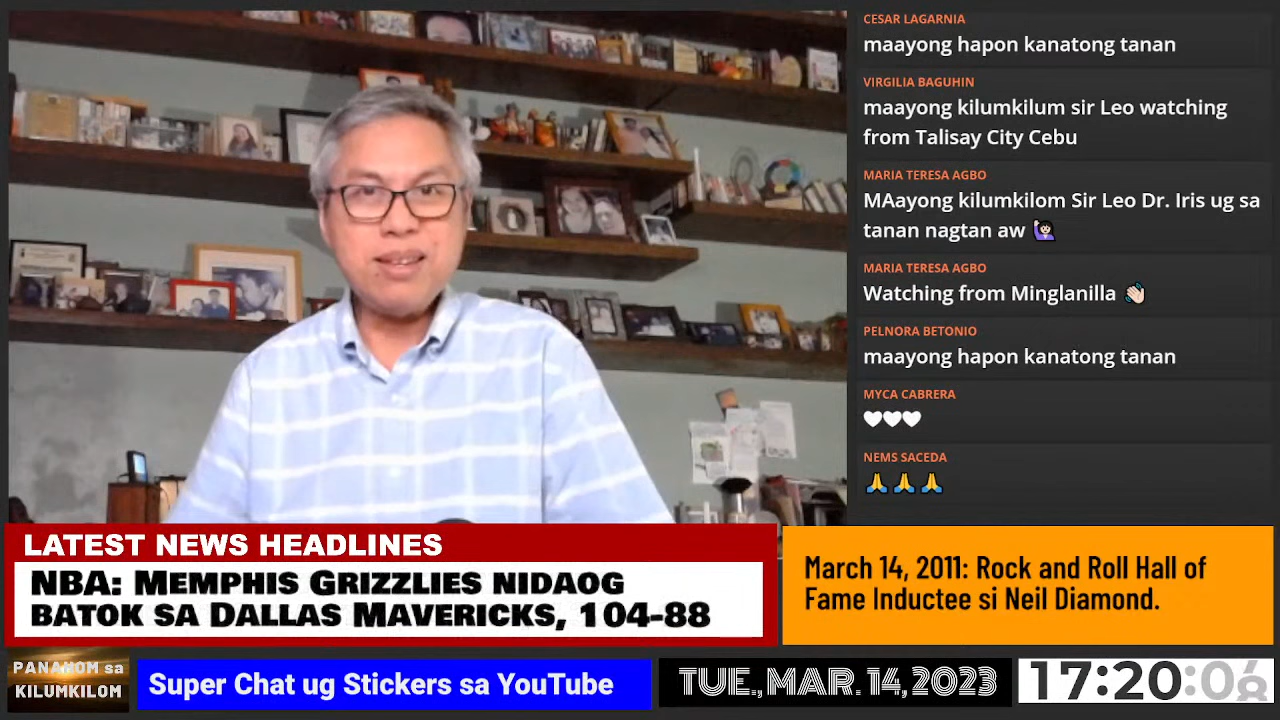 CESAR LAGARNIA
maayong hapon kanatong tanan
VIRGILIA BAGUHIN
maayong kilumkilum sir Leo watching
from Talisay City Cebu
MARIA TERESA AGBO
MAayong kilumkilom Sir Leo Dr. Iris ug sa
tanan nagtan aw 🙋🏻‍♀️
MARIA TERESA AGBO
Watching from Minglanilla 👋🏻
PELNORA BETONIO
maayong hapon kanatong tanan
MYCA CABRERA
🤍🤍🤍
NEMS SACEDA
🙏🙏🙏
LATEST NEWS HEADLINES
NBA: MEMPHIS GRIZZLIES NIDAOG
BATOK SA DALLAS MAVERICKS, 104-88
March 14, 2011: Rock and Roll Hall of
Fame Inductee si Neil Diamond.
PANAHOM sa
KILUMKILOM
Super Chat ug Stickers sa YouTube
TUE., MAR. 14, 2023
17:20:0